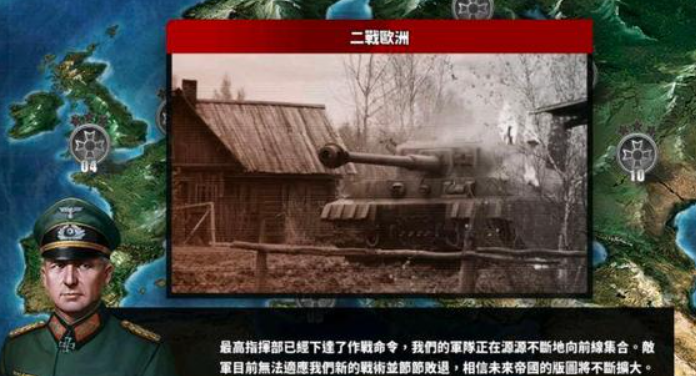 二戰歐洲
04
10
最高指揮部已經下達了作戰命令，我們的軍隊正在源源不斷地向前線集合。敵
軍目前無法適應我們新的戰術並節節敗退，相信未來帝國的版圖將不斷擴大。